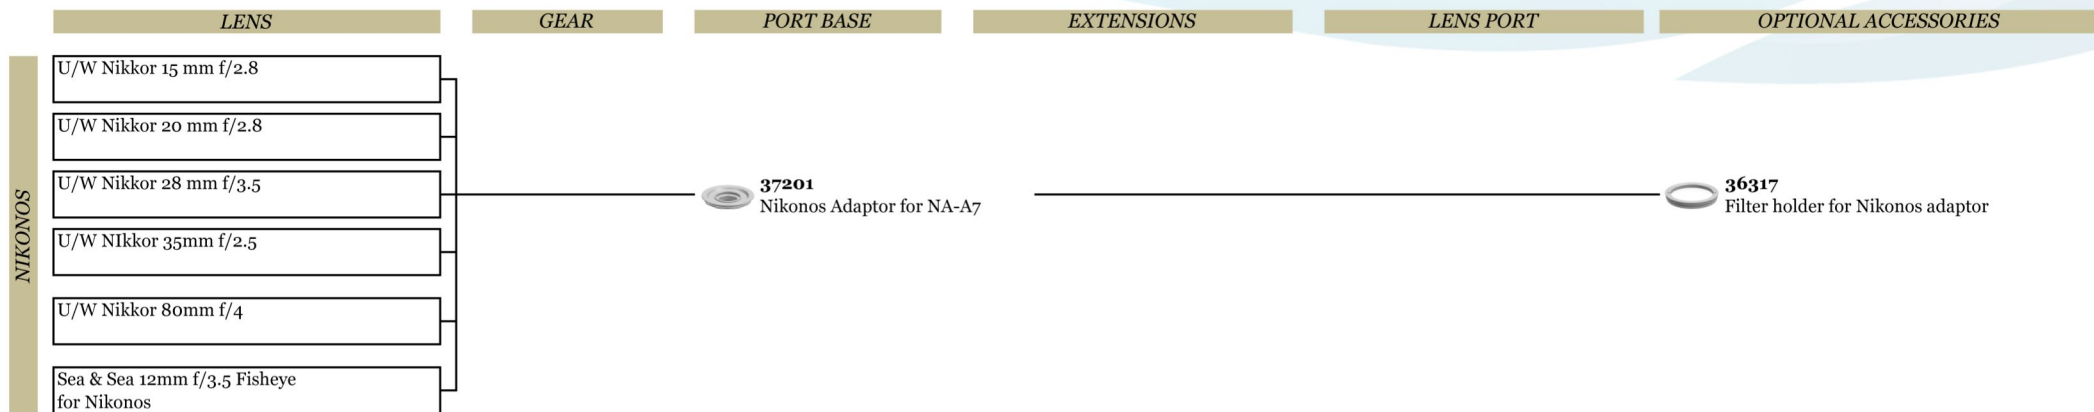 LENS
GEAR
PORT BASE
EXTENSIONS
LENS PORT
OPTIONAL ACCESSORIES
NIKONOS
U/W Nikkor 15 mm f/2.8
U/W Nikkor 20 mm f/2.8
U/W Nikkor 28 mm f/3.5
U/W NIkkor 35mm f/2.5
U/W Nikkor 80mm f/4
Sea & Sea 12mm f/3.5 Fisheye
for Nikonos
37201
Nikonos Adaptor for NA-A7
36317
Filter holder for Nikonos adaptor